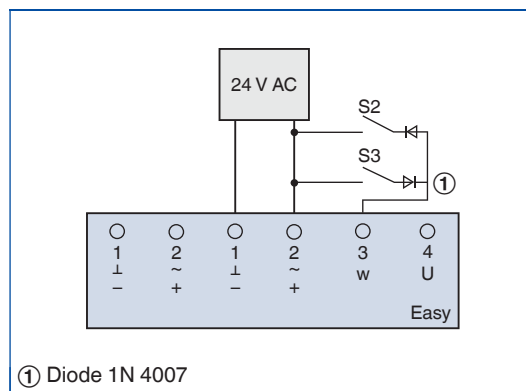 24 V AC
S2
S3
①
1 2 1 2 3 4
⊥ ~ ⊥ ~ w U
– + – +
Easy
① Diode 1N 4007